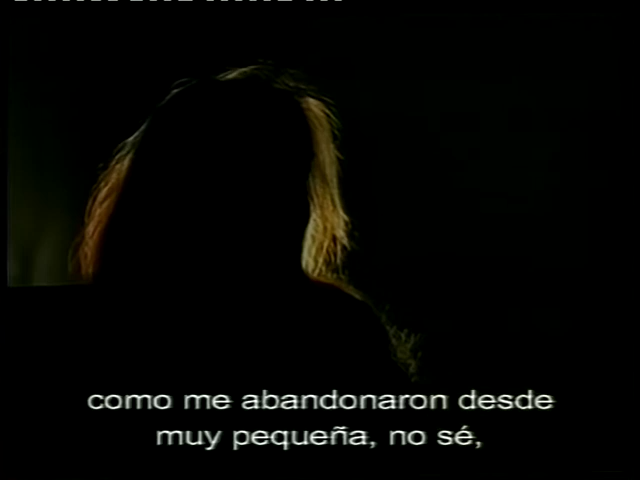 como me abandonaron desde
muy pequeña, no sé,